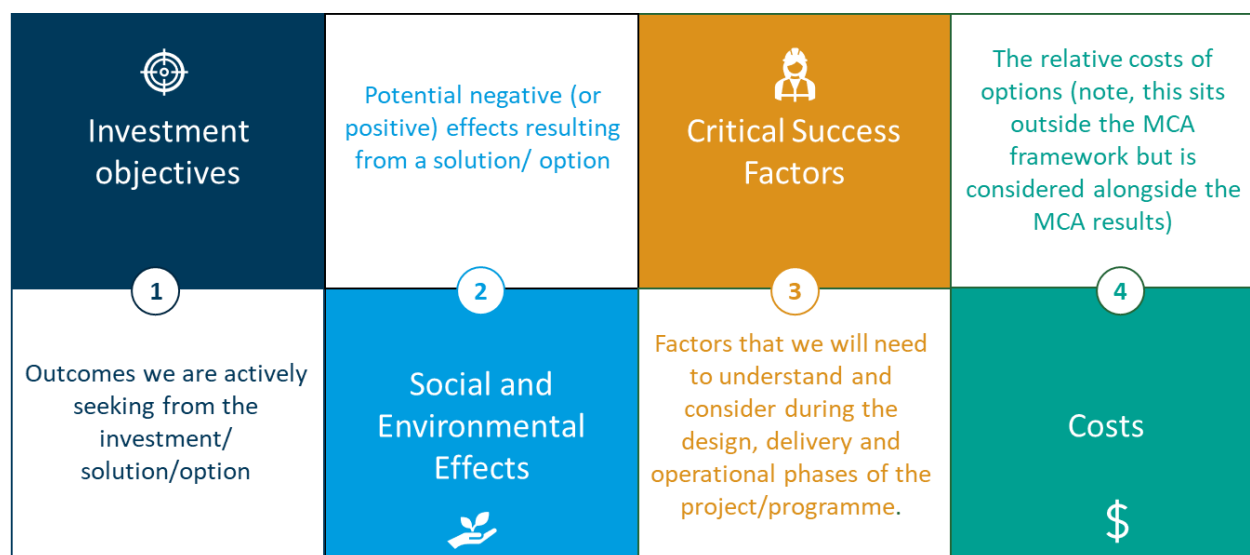 Investment
objectives
1
Outcomes we are actively
seeking from the
investment/
solution/option
Potential negative (or
positive) effects resulting
from a solution/ option
2
Social and
Environmental
Effects
Critical Success
Factors
3
Factors that we will need
to understand and
consider during the
design, delivery and
operational phases of the
project/programme.
The relative costs of
options (note, this sits
outside the MCA
framework but is
considered alongside the
MCA results)
4
Costs
$